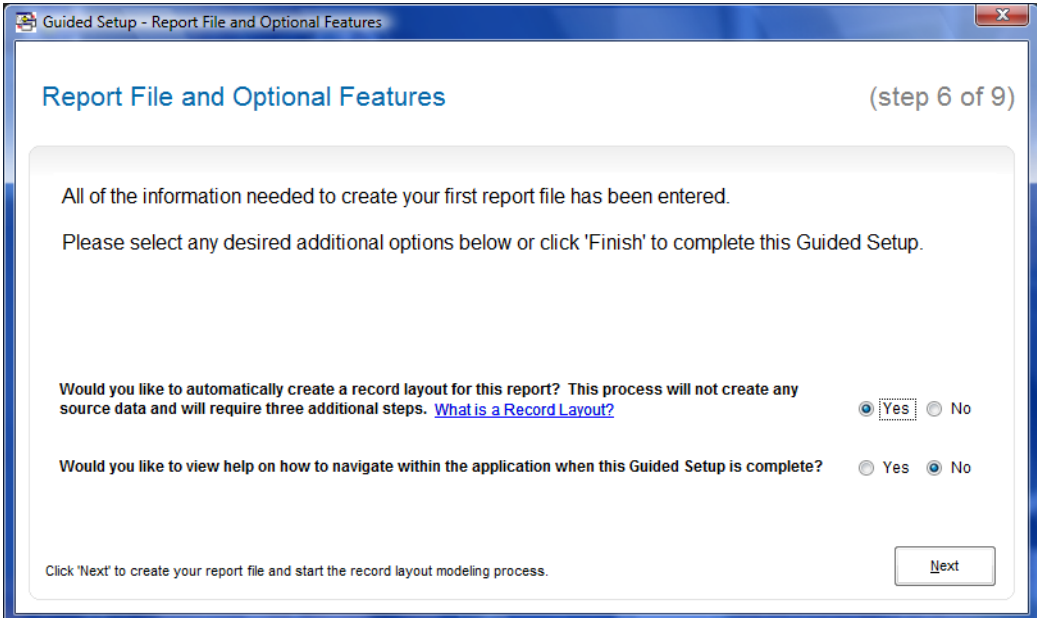 Guided Setup - Report File and Optional Features
X
Report File and Optional Features
(step 6 of 9)
All of the information needed to create your first report file has been entered.
Please select any desired additional options below or click 'Finish' to complete this Guided Setup.
Would you like to automatically create a record layout for this report? This process will not create any
source data and will require three additional steps. What is a Record Layout?
Yes No
Would you like to view help on how to navigate within the application when this Guided Setup is complete?
Yes No
Click 'Next' to create your report file and start the record layout modeling process.
Next